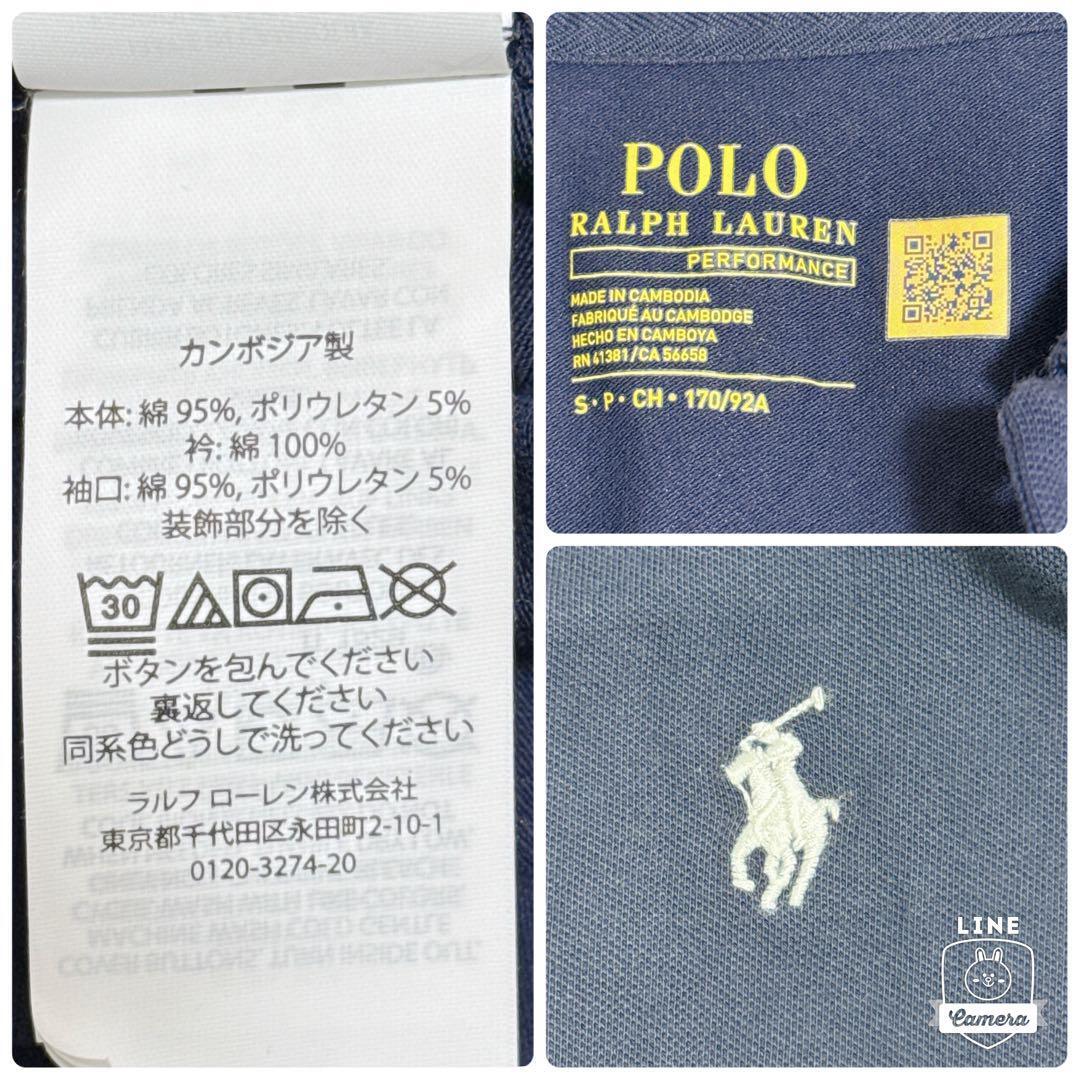 カンボジア製
本体: 綿 95%, ポリウレタン 5%
衿: 綿 100%
袖口: 綿 95%, ポリウレタン 5%
装飾部分を除く
30
ボタンを包んでください
裏返してください
同系色どうしで洗ってください
ラルフ ローレン株式会社
東京都千代田区永田町2-10-1
0120-3274-20
POLO
RALPH LAUREN
PERFORMANCE
MADE IN CAMBODIA
FABRIQUÉ AU CAMBODGE
HECHO EN CAMBOYA
RN 41381/CA 56658
S • P • CH • 170/92A
LINE
Camera